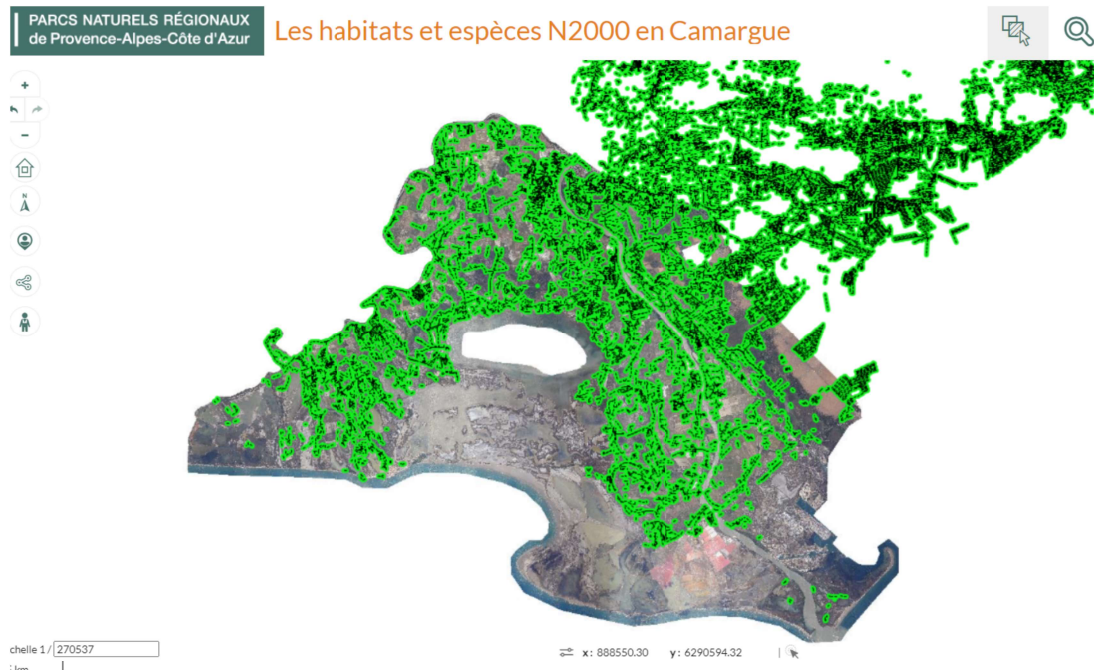 PARCS NATURELS RÉGIONAUX
de Provence-Alpes-Côte d'Azur
Les habitats et espèces N2000 en Camargue
N
chelle 1/ 270537
km
x: 888550.30 y: 6290594.32